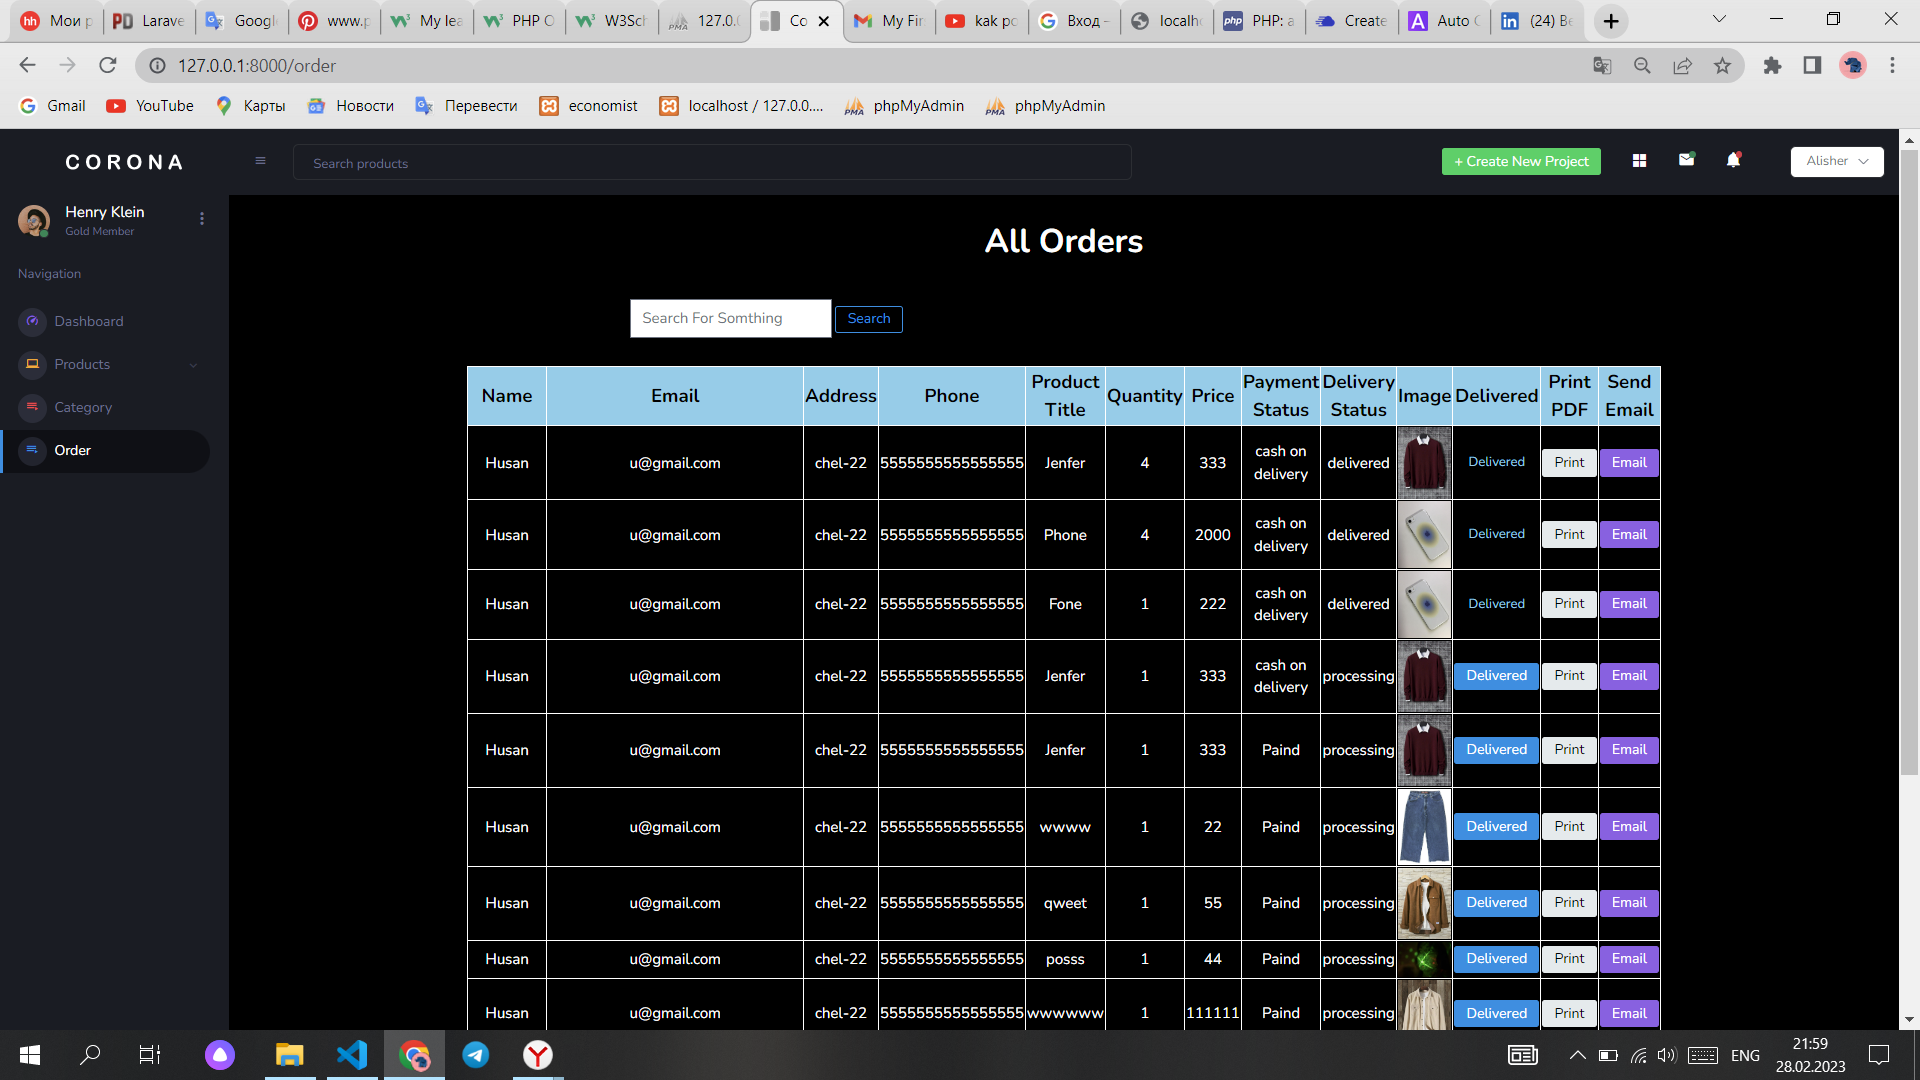 Мои р
Larave
Google
www.p
My lea
PHP O
W3Sch
127.0.0
Co
My Fir
как ро
Вход -
localho
PHP: a
Create
Auto C
(24) Be
127.0.0.1:8000/order
Gmail YouTube Карты Новости Перевести economist localhost / 127.0.0.... phpMyAdmin phpMyAdmin
CORONA
Search products
+ Create New Project
Alisher
Henry Klein
Gold Member
Navigation
Dashboard
Products
Category
Order
All Orders
Search For Somthing Search
Name Email Address Phone Product Title Quantity Price Payment Status Delivery Status Image Delivered Print PDF Send Email
Husan u@gmail.com chel-22 5555555555555555 Jenfer 4 333 cash on delivery delivered Delivered Print Email
Husan u@gmail.com chel-22 5555555555555555 Phone 4 2000 cash on delivery delivered Delivered Print Email
Husan u@gmail.com chel-22 5555555555555555 Fone 1 222 cash on delivery delivered Delivered Print Email
Husan u@gmail.com chel-22 5555555555555555 Jenfer 1 333 cash on delivery processing Delivered Print Email
Husan u@gmail.com chel-22 5555555555555555 Jenfer 1 333 Paind processing Delivered Print Email
Husan u@gmail.com chel-22 5555555555555555 wwww 1 22 Paind processing Delivered Print Email
Husan u@gmail.com chel-22 5555555555555555 qweet 1 55 Paind processing Delivered Print Email
Husan u@gmail.com chel-22 5555555555555555 posss 1 44 Paind processing Delivered Print Email
Husan u@gmail.com chel-22 5555555555555555 wwwwww 1 111111 Paind processing Delivered Print Email
ENG
21:59
28.02.2023